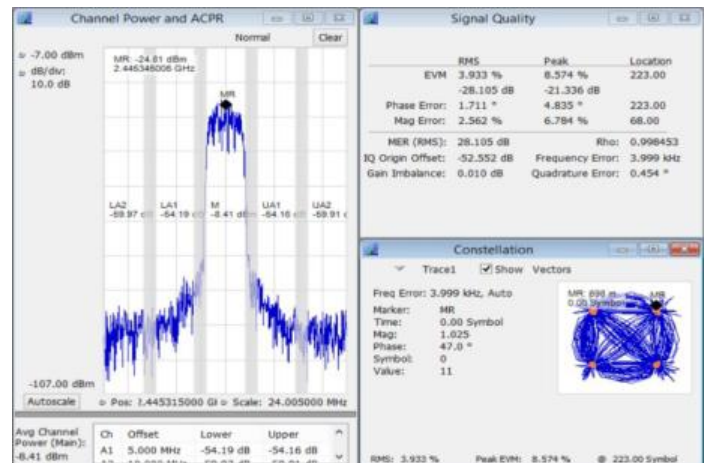 Channel Power and ACPR
Normal
Clear
-7.00 dBm
dB/div:
10.0 dB
MR: -24.81 dBm
2.446346006 GHz
MR
LA2
LA1
M
UA1
UA2
-59.97
-54.19
-8.41
-54.16
-59.91
-107.00 dBm
Autoscale
Pos:
Scale: 24.005000 MHz
Avg Channel
Power (Main):
-8.41 dBm
Ch Offset Lower Upper
A1 5.000 MHz -54.19 dB -54.16 dB
Signal Quality
RMS Peak Location
EVM 3.933 % 8.574 % 223.00
-28.105 dB -21.336 dB
Phase Error: 1.711 ° 4.835 ° 223.00
Mag Error: 2.562 % 6.784 % 68.00
MER (RMS): 28.105 dB Rho: 0.998453
IQ Origin Offset: -52.552 dB Frequency Error: 3.999 kHz
Gain Imbalance: 0.010 dB Quadrature Error: 0.454 °
Constellation
Trace1 Show Vectors
Freq Error: 3.999 kHz, Auto
Marker: MR
Time: 0.00 Symbol
Mag: 1.025
Phase: 47.0 °
Symbol: 0
Value: 11
MR:
MR
0.00
RMS: 3.933 % Peak EVM: 8.574 % @ 223.00 Symbol